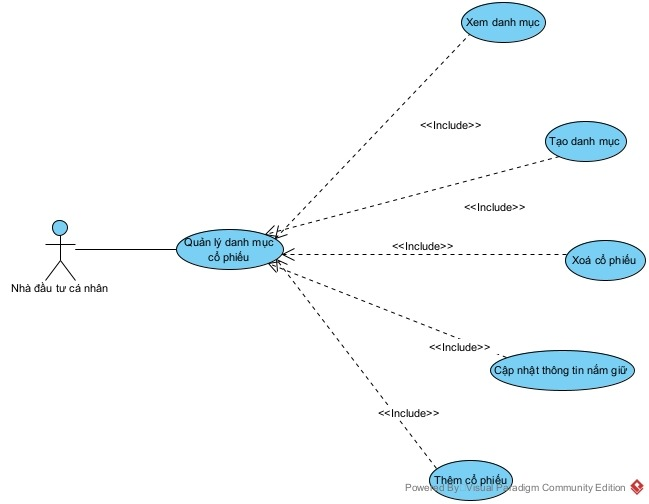 Xem danh mục
<<Include>>
Tạo danh mục
<<Include>>
Quản lý danh mục
cổ phiếu
<<Include>>
Xoá cổ phiếu
Nhà đầu tư cá nhân
<<Include>>
Cập nhật thông tin nắm giữ
<<Include>>
Thêm cổ phiếu
Powered By: Visual Paradigm Community Edition